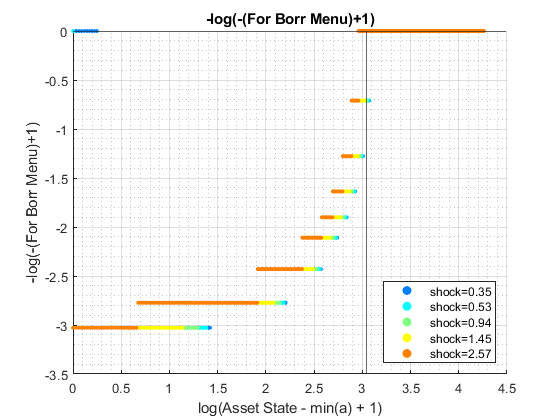 -log(-(For Borr Menu)+1)
-log(-(For Borr Menu)+1)
0
-0.5
-1
-1.5
-2
-2.5
-3
-3.5
0
0.5
1
1.5
2
2.5
3
3.5
4
4.5
log(Asset State - min(a) + 1)
shock=0.35
shock=0.53
shock=0.94
shock=1.45
shock=2.57